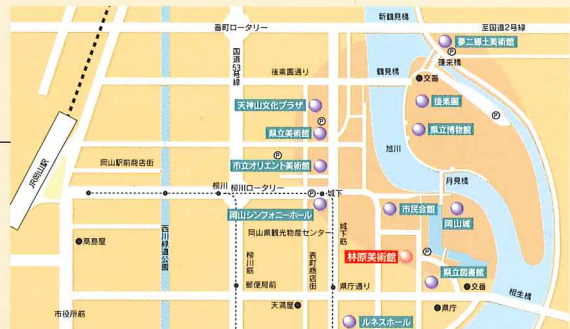 新鶴見橋
番町ロータリー
至国道2号線
夢二郷土美術館
Ⓟ
蓬莱橋
国道53号線
後楽園通り
鶴見橋
交番
天神山文化プラザ
後楽園
Ⓟ
Ⓟ
県立美術館
県立博物館
旭川
JR岡山駅
岡山駅前商店街
Ⓟ
市立オリエント美術館
月見橋
柳川
柳川ロータリー
Ⓟ
城下
岡山シンフォニーホール
市民会館
岡山城
高島屋
西川緑道公園
岡山県観光物産センター
城下筋
柳川筋
表町商店街
林原美術館
Ⓟ
県立図書館
郵便局前
県庁通り
交番
相生橋
市役所筋
天満屋
県庁
ルネスホール